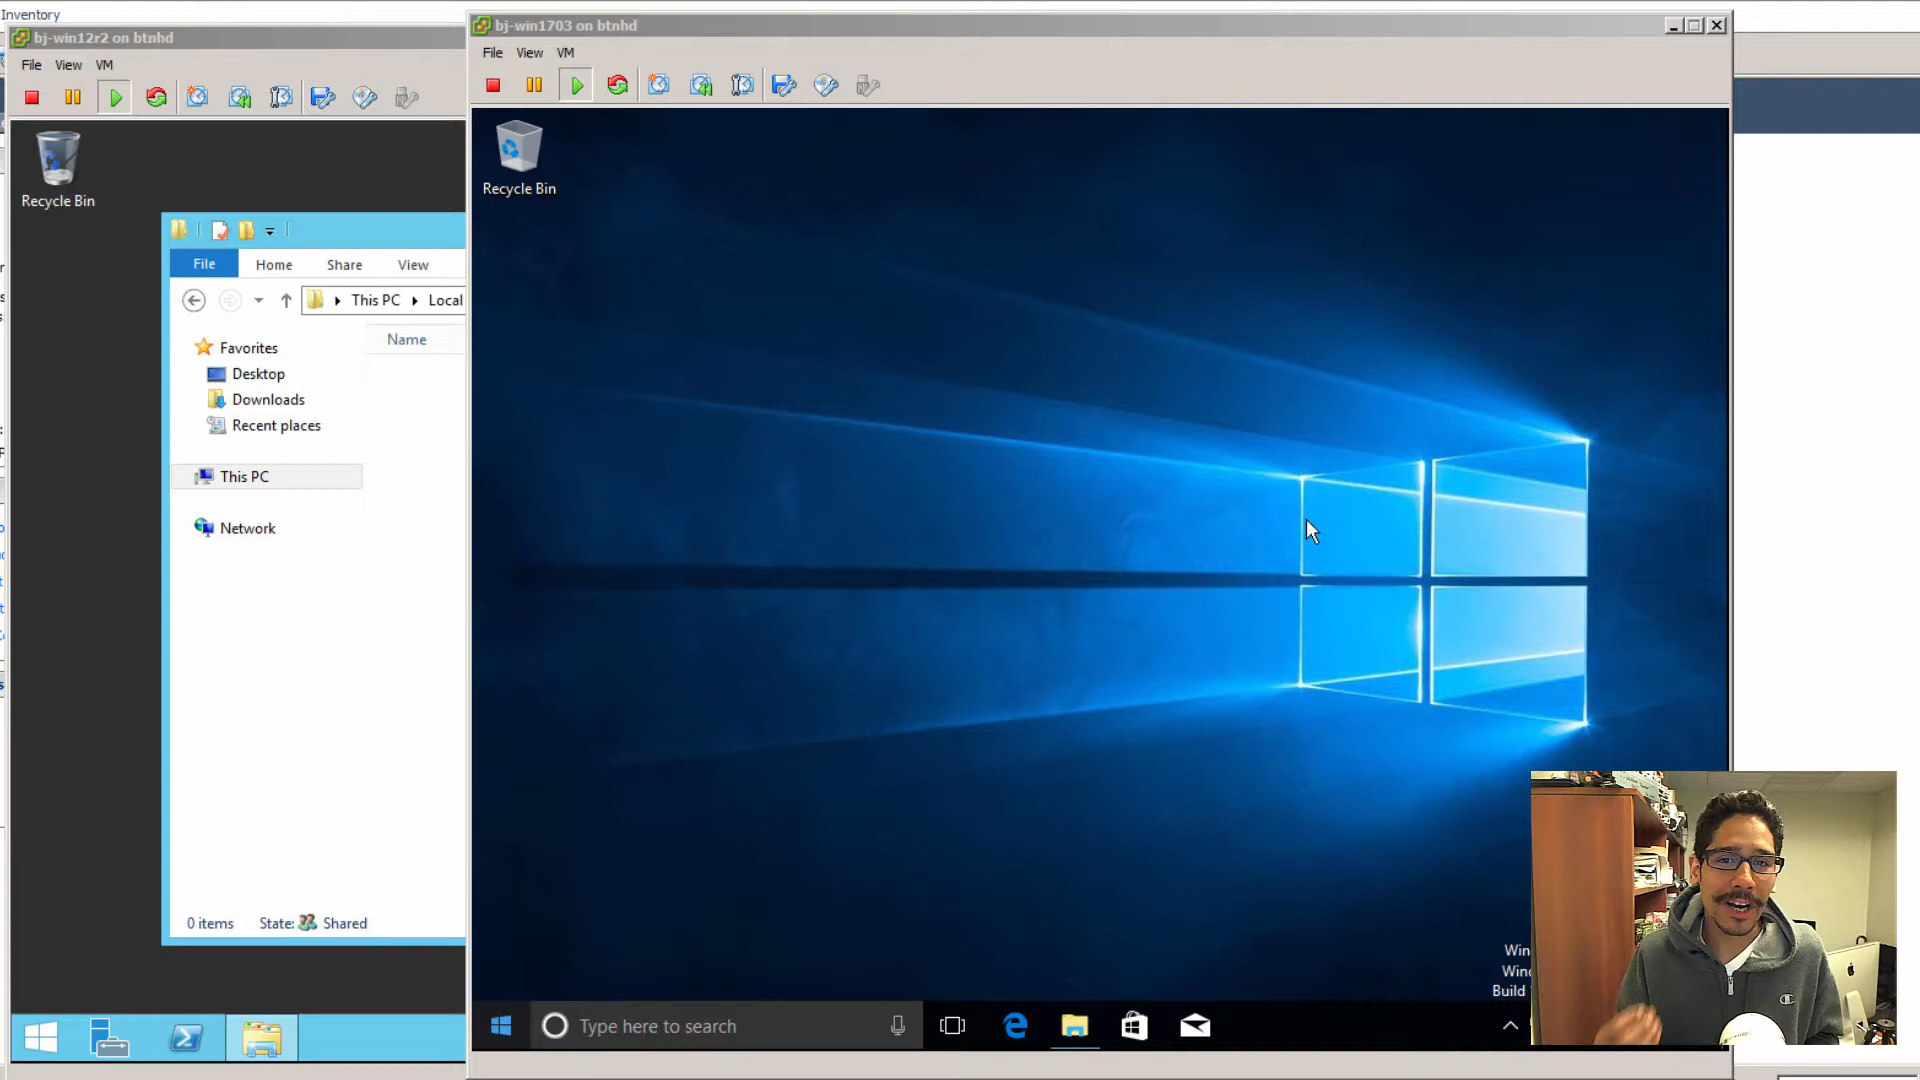 Inventory
bj-win12r2 on btnhd
File View VM
Recycle Bin
File Home Share View
This PC Local
Name
Favorites
Desktop
Downloads
Recent places
This PC
Network
0 items State: Shared
bj-win1703 on btnhd
File View VM
Recycle Bin
Build
Type here to search